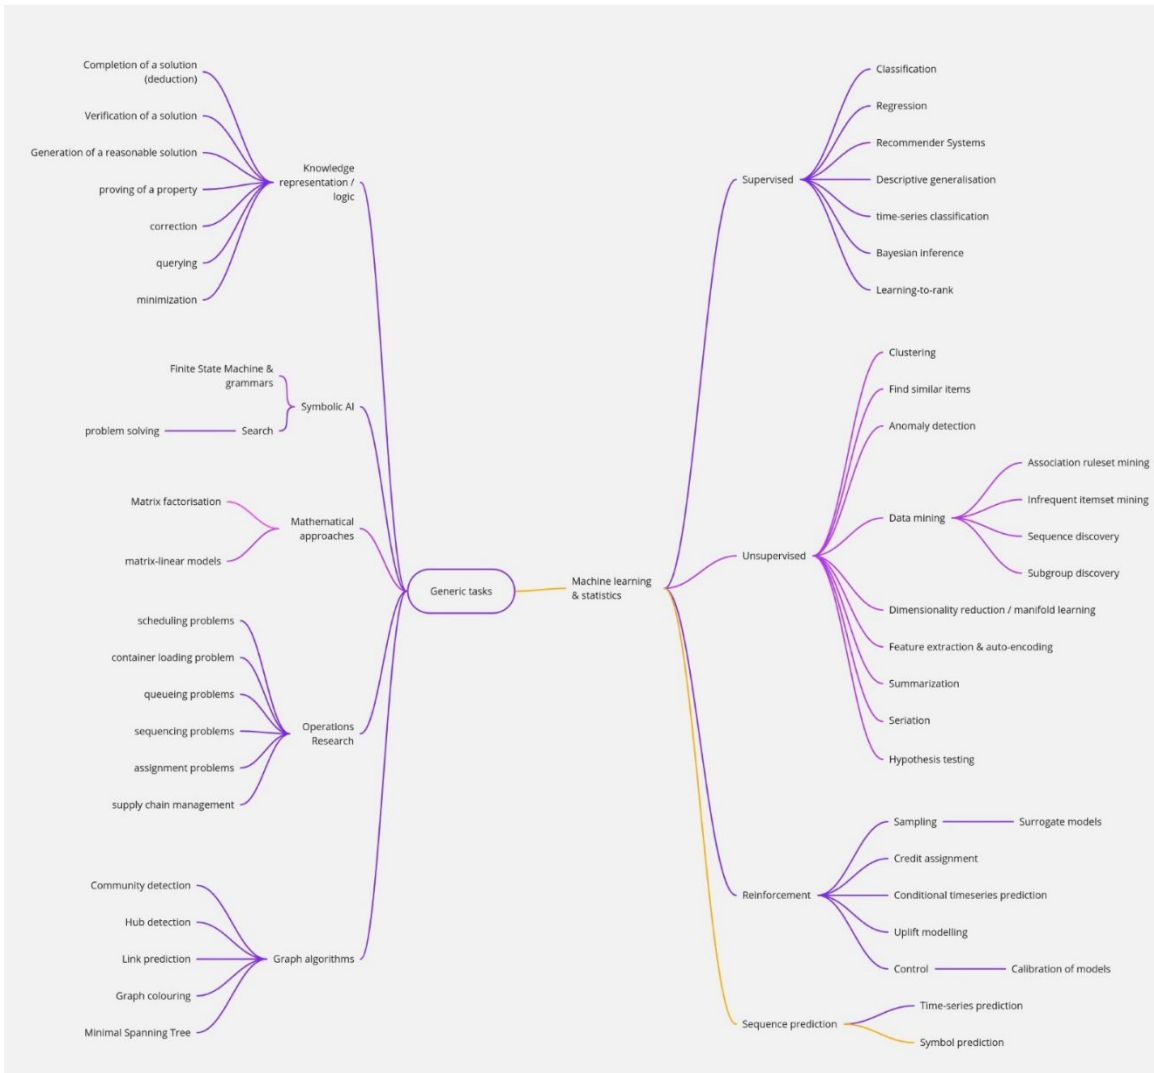 Completion of a solution
(deduction)
Verification of a solution
Generation of a reasonable solution
proving of a property
correction
querying
minimization
Knowledge
representation /
logic
Finite State Machine &
grammars
Symbolic AI
problem solving
Search
Matrix factorisation
Mathematical
approaches
matrix-linear models
Generic tasks
scheduling problems
container loading problem
queueing problems
sequencing problems
assignment problems
supply chain management
Operations
Research
Community detection
Hub detection
Link prediction
Graph colouring
Minimal Spanning Tree
Graph algorithms
Machine learning
& statistics
Supervised
Classification
Regression
Recommender Systems
Descriptive generalisation
time-series classification
Bayesian inference
Learning-to-rank
Unsupervised
Clustering
Find similar items
Anomaly detection
Data mining
Association ruleset mining
Infrequent itemset mining
Sequence discovery
Subgroup discovery
Dimensionality reduction / manifold learning
Feature extraction & auto-encoding
Summarization
Seriation
Hypothesis testing
Reinforcement
Sampling
Surrogate models
Credit assignment
Conditional timeseries prediction
Uplift modelling
Control
Calibration of models
Sequence prediction
Time-series prediction
Symbol prediction